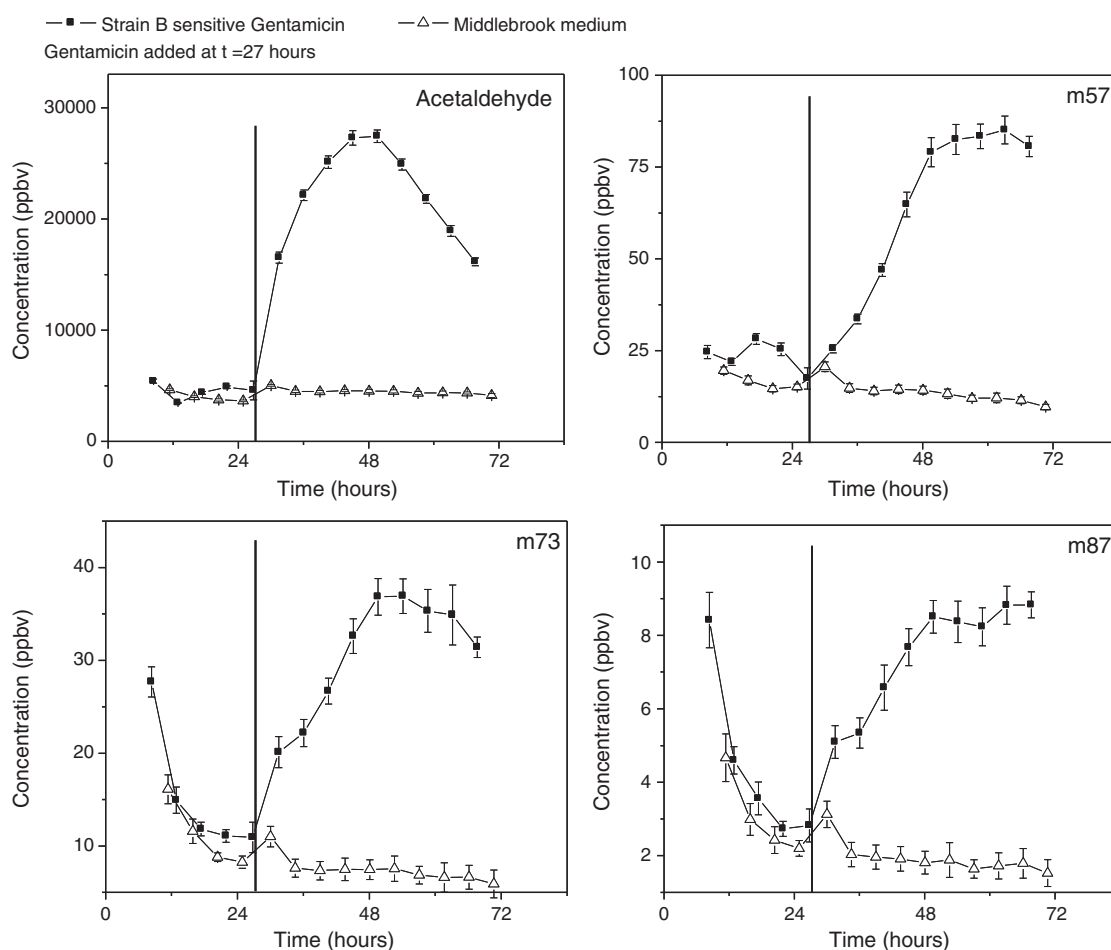 Strain B sensitive Gentamicin Middlebrook medium
Gentamicin added at t =27 hours
Acetaldehyde
30000
20000
10000
0
Concentration (ppbv)
0 24 48 72
Time (hours)
m57
100
75
50
25
0
Concentration (ppbv)
0 24 48 72
Time (hours)
m73
40
30
20
10
Concentration (ppbv)
0 24 48 72
Time (hours)
m87
10
8
6
4
2
Concentration (ppbv)
0 24 48 72
Time (hours)